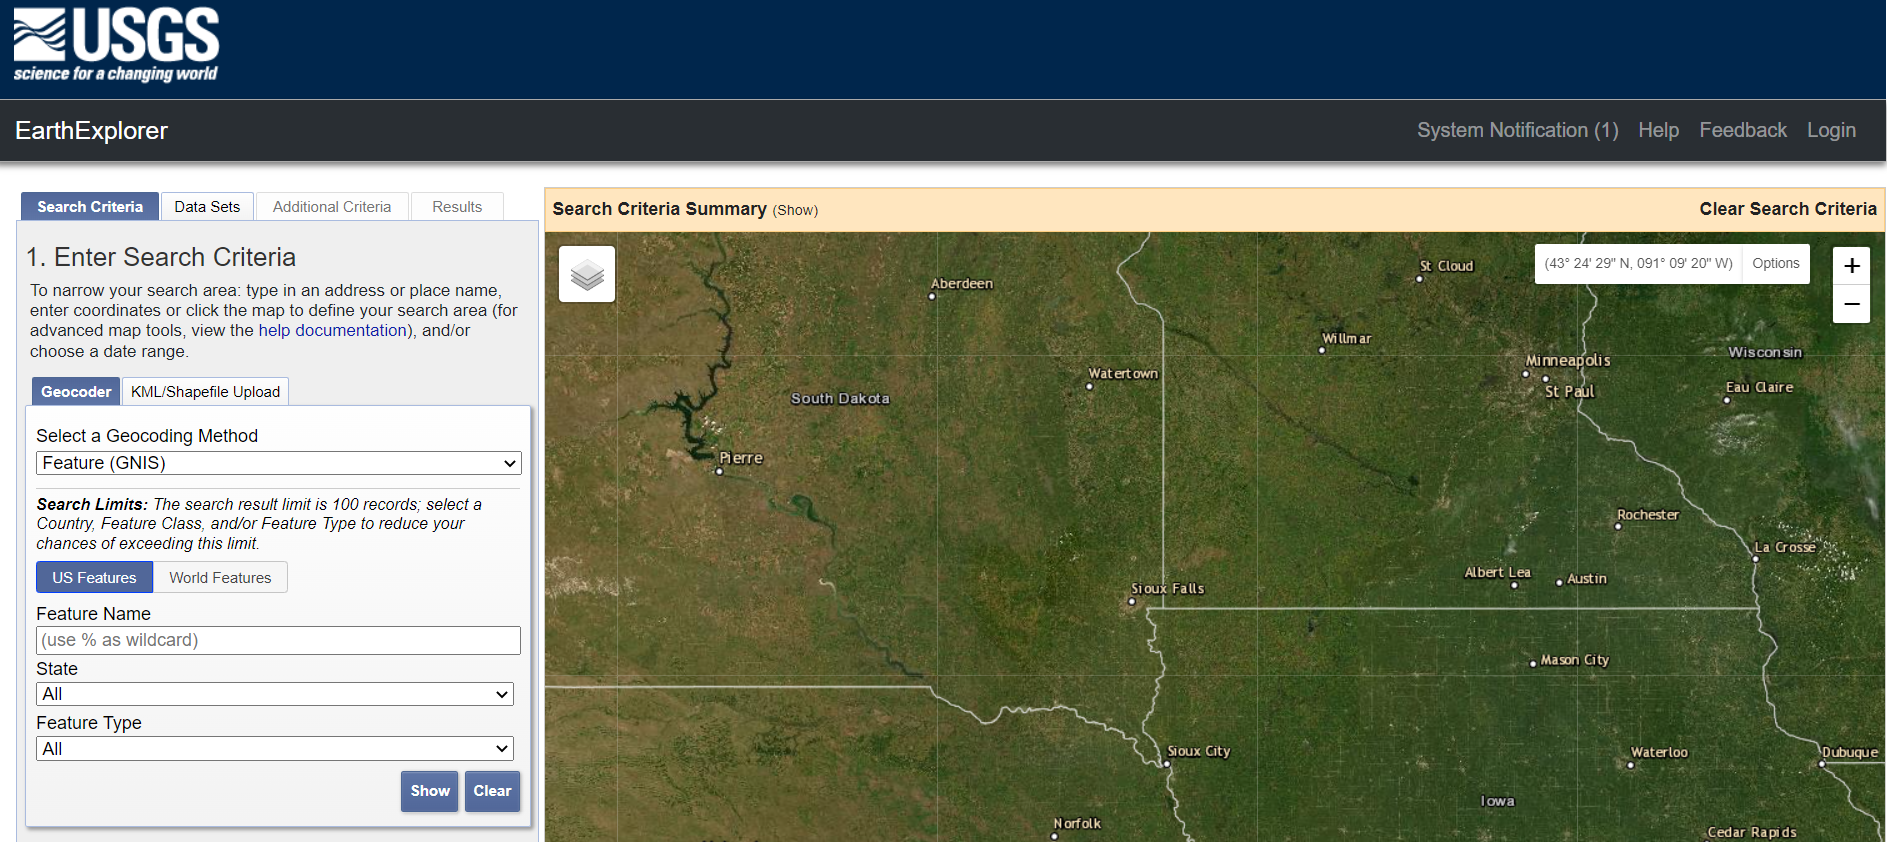 USGS
science for a changing world
EarthExplorer
System Notification (1) Help Feedback Login
Search Criteria Data Sets Additional Criteria Results
1. Enter Search Criteria
To narrow your search area: type in an address or place name,
enter coordinates or click the map to define your search area (for
advanced map tools, view the help documentation), and/or
choose a date range.
Geocoder KML/Shapefile Upload
Select a Geocoding Method
Feature (GNIS)
Search Limits: The search result limit is 100 records; select a
Country, Feature Class, and/or Feature Type to reduce your
chances of exceeding this limit.
US Features World Features
Feature Name
(use % as wildcard)
State
All
Feature Type
All
Show Clear
Search Criteria Summary (Show) Clear Search Criteria
(43° 24' 29" N, 091° 09' 20" W) Options
+
−
St Cloud
Aberdeen
Willmar
Wisconsin
Minneapolis
Watertown
Eau Claire
St Paul
South Dakota
Pierre
Rochester
La Crosse
Albert Lea
Austin
Sioux Falls
Mason City
Sioux City
Waterloo
Dubuque
Iowa
Norfolk
Cedar Rapids